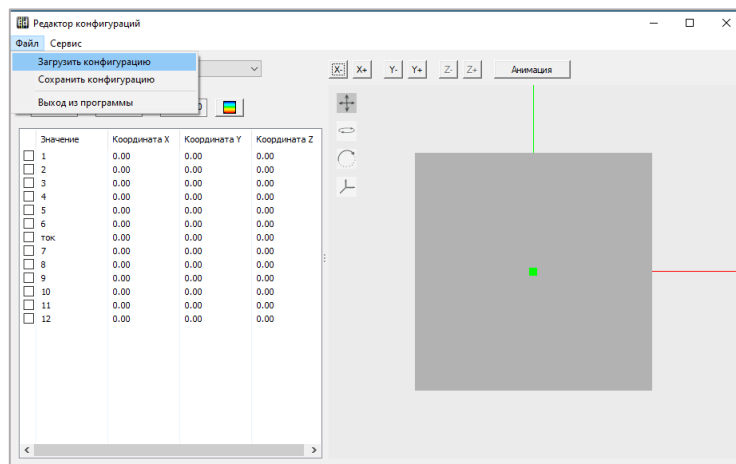 Редактор конфигураций
Файл Сервис
Загрузить конфигурацию
Сохранить конфигурацию
Выход из программы
X- X+ Y- Y+ Z- Z+ Анимация
Значение Координата X Координата Y Координата Z
1 0.00 0.00 0.00
2 0.00 0.00 0.00
3 0.00 0.00 0.00
4 0.00 0.00 0.00
5 0.00 0.00 0.00
6 0.00 0.00 0.00
ток 0.00 0.00 0.00
7 0.00 0.00 0.00
8 0.00 0.00 0.00
9 0.00 0.00 0.00
10 0.00 0.00 0.00
11 0.00 0.00 0.00
12 0.00 0.00 0.00